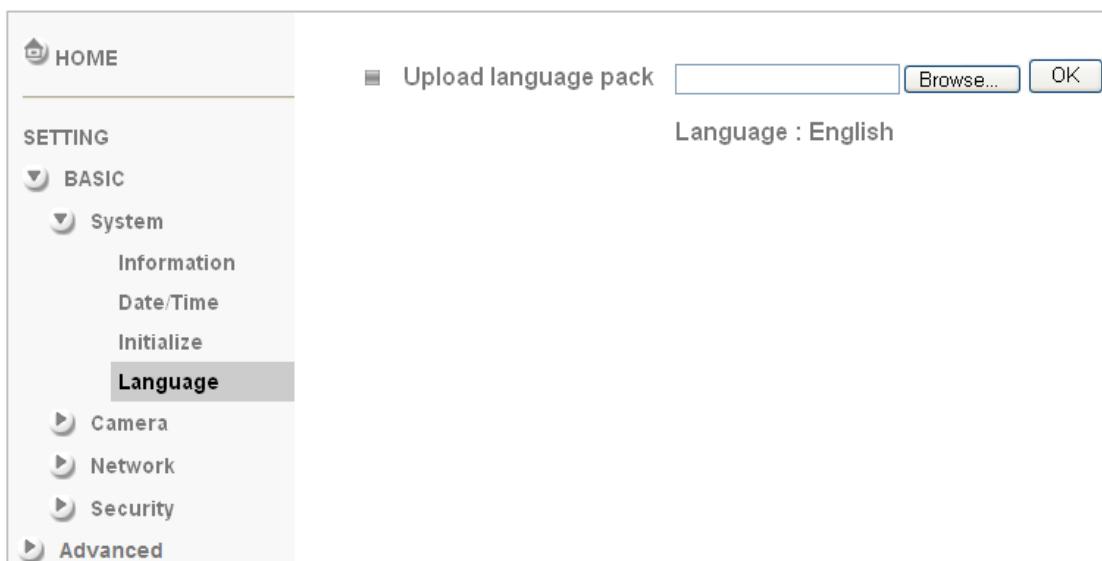 HOME
SETTING
BASIC
System
Information
Date/Time
Initialize
Language
Camera
Network
Security
Advanced
Upload language pack Browse... OK
Language : English